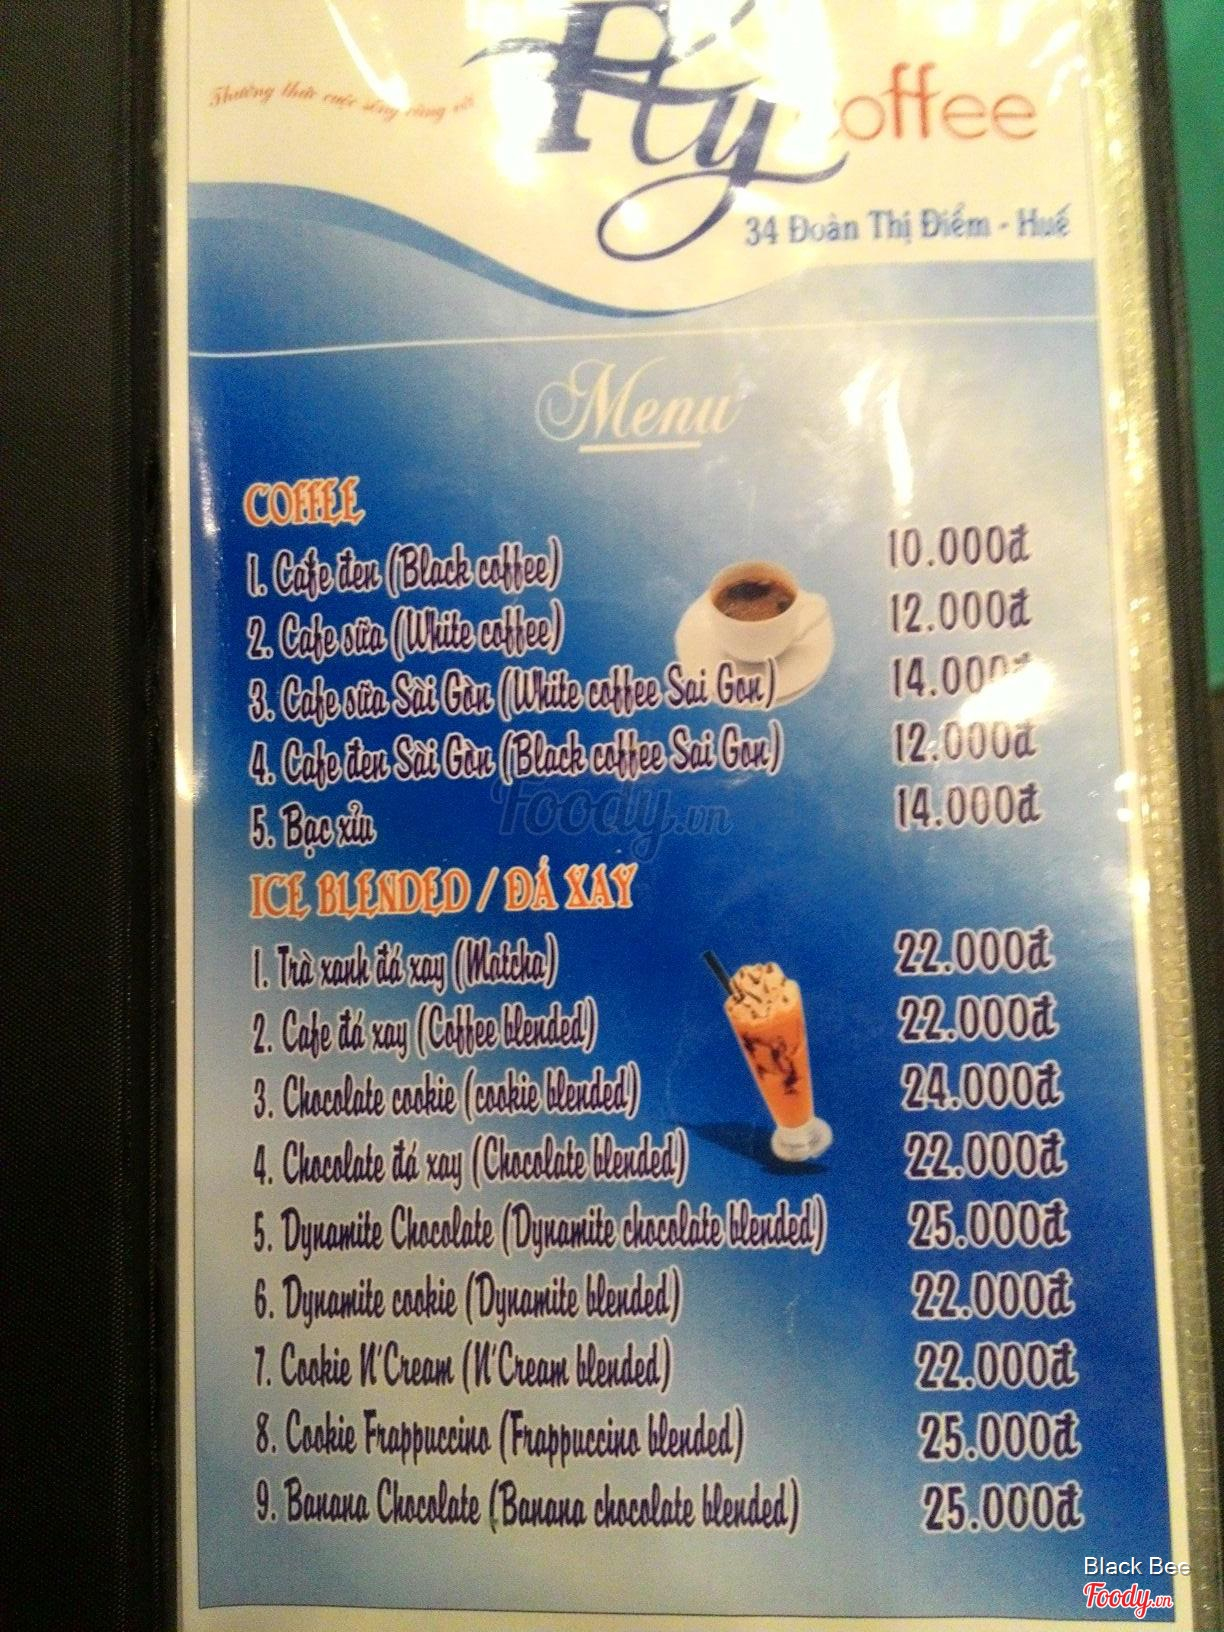 Thưởng thức cuộc sống cùng với
Fly coffee
34 Đoàn Thị Điểm - Huế
Menu
COFFEE
1. Cafe đen (Black coffee) 10.000đ
2. Cafe sữa (White coffee) 12.000đ
3. Cafe sữa Sài Gòn (White coffee Sai Gon) 14.000đ
4. Cafe đen Sài Gòn (Black coffee Sai Gon) 12.000đ
5. Bạc xỉu 14.000đ
Foody.vn
ICE BLENDED / ĐÁ XAY
1. Trà xanh đá xay (Matcha) 22.000đ
2. Cafe đá xay (Coffee blended) 22.000đ
3. Chocolate cookie (cookie blended) 24.000đ
4. Chocolate đá xay (Chocolate blended) 22.000đ
5. Dynamite Chocolate (Dynamite chocolate blended) 25.000đ
6. Dynamite cookie (Dynamite blended) 22.000đ
7. Cookie N'Cream (N'Cream blended) 22.000đ
8. Cookie Frappuccino (Frappuccino blended) 25.000đ
9. Banana Chocolate (Banana chocolate blended) 25.000đ
Black Bee
Foody.vn